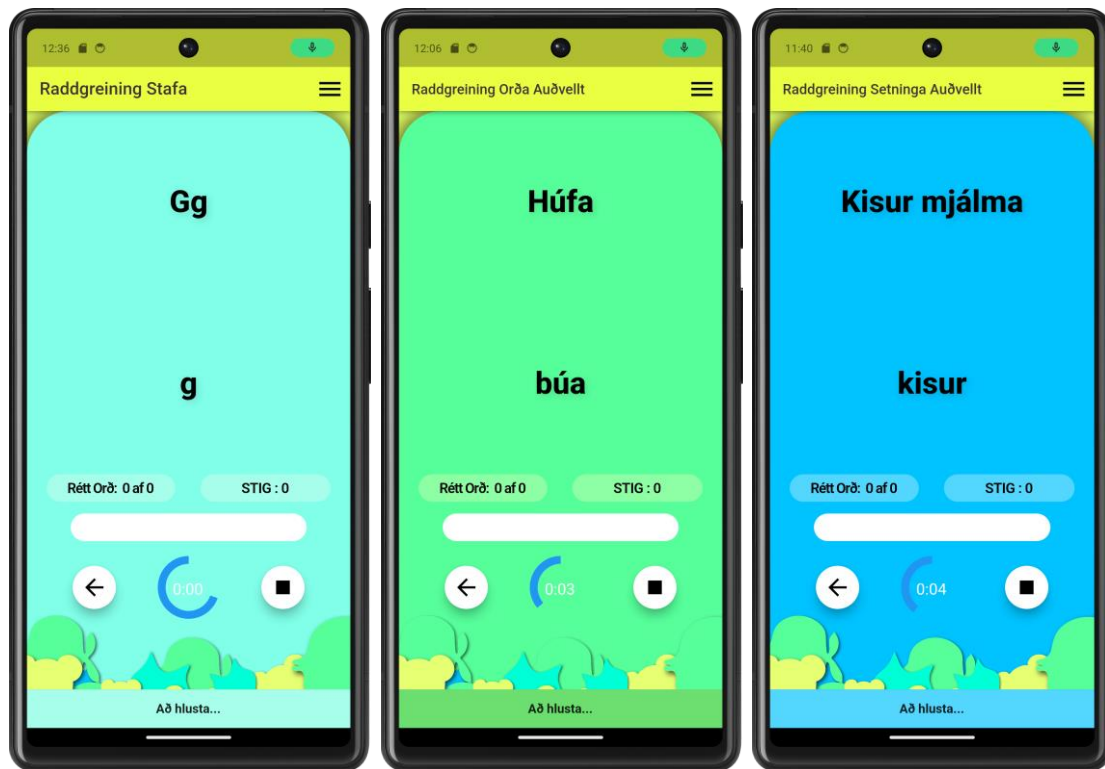 12:36
Raddgreining Stafa
Gg
g
Rétt Orð: 0 af 0
STIG : 0
0:00
Að hlusta...
12:06
Raddgreining Orða Auðvellt
Húfa
búa
Rétt Orð: 0 af 0
STIG : 0
0:03
Að hlusta...
11:40
Raddgreining Setninga Auðvellt
Kisur mjálma
kisur
Rétt Orð: 0 af 0
STIG : 0
0:04
Að hlusta...